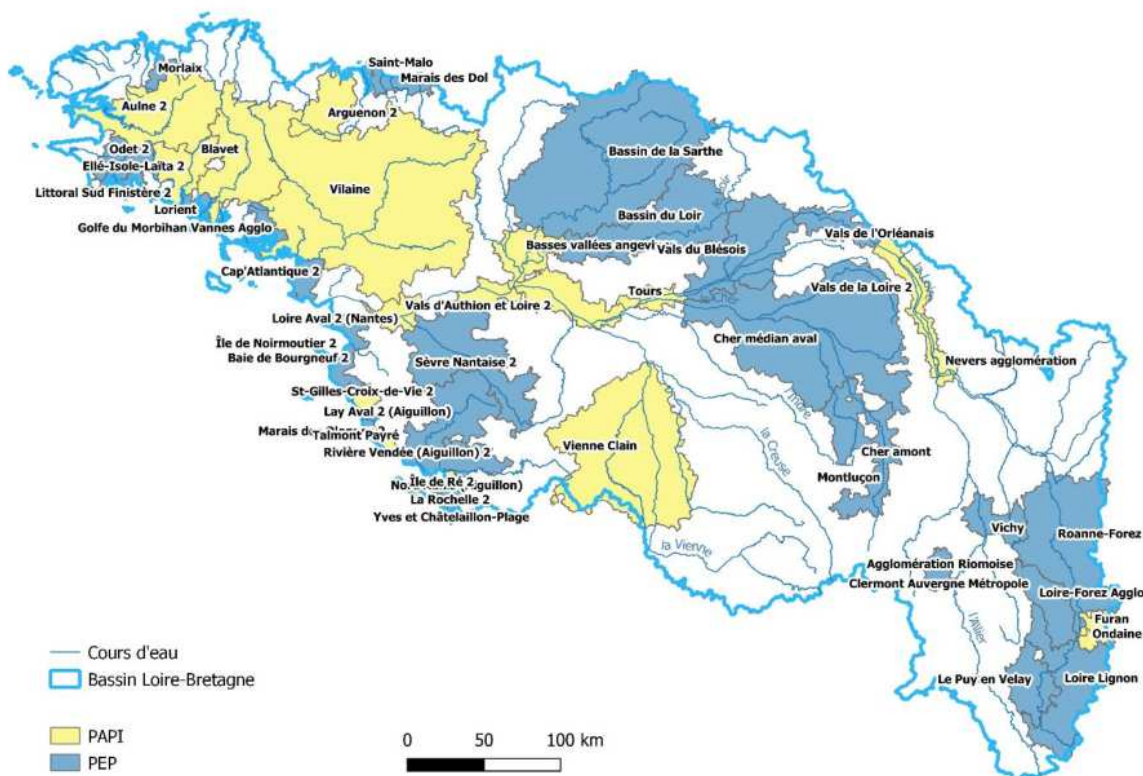 Saint-Malo
Morlaix
Marais des Dol
Aulne 2
Arguenon 2
Odet 2
Blavet
Bassin de la Sarthe
Ellé-Isole-Laïta 2
Vilaine
Littoral Sud Finistère 2
Lorient
Bassin du Loir
Golfe du Morbihan Vannes Agglo
Vals de l'Orléanais
Basses vallées angevi
Vals du Blésois
Cap'Atlantique 2
Vals de la Loire 2
Tours
Vals d'Authion et Loire 2
Loire Aval 2 (Nantes)
Cher médian aval
Île de Noirmoutier 2
Baie de Bourgneuf 2
Sèvre Nantaise 2
Nevers agglomération
St-Gilles-Croix-de-Vie 2
l'Indre
Lay Aval 2 (Aiguillon)
Talmont Payré
la Creuse
Vienne Clain
Rivière Vendée (Aiguillon) 2
Cher amont
Montluçon
Île de Ré 2
La Rochelle 2
Yves et Châtelaillon-Plage
Vichy
Roanne-Forez
la Vienne
Agglomération Riomoise
Clermont Auvergne Métropole
Loire-Forez Agglo
l'Allier
Furan
Ondaine
Cours d'eau
Bassin Loire-Bretagne
Le Puy en Velay
Loire Lignon
PAPI
PEP
0 50 100 km